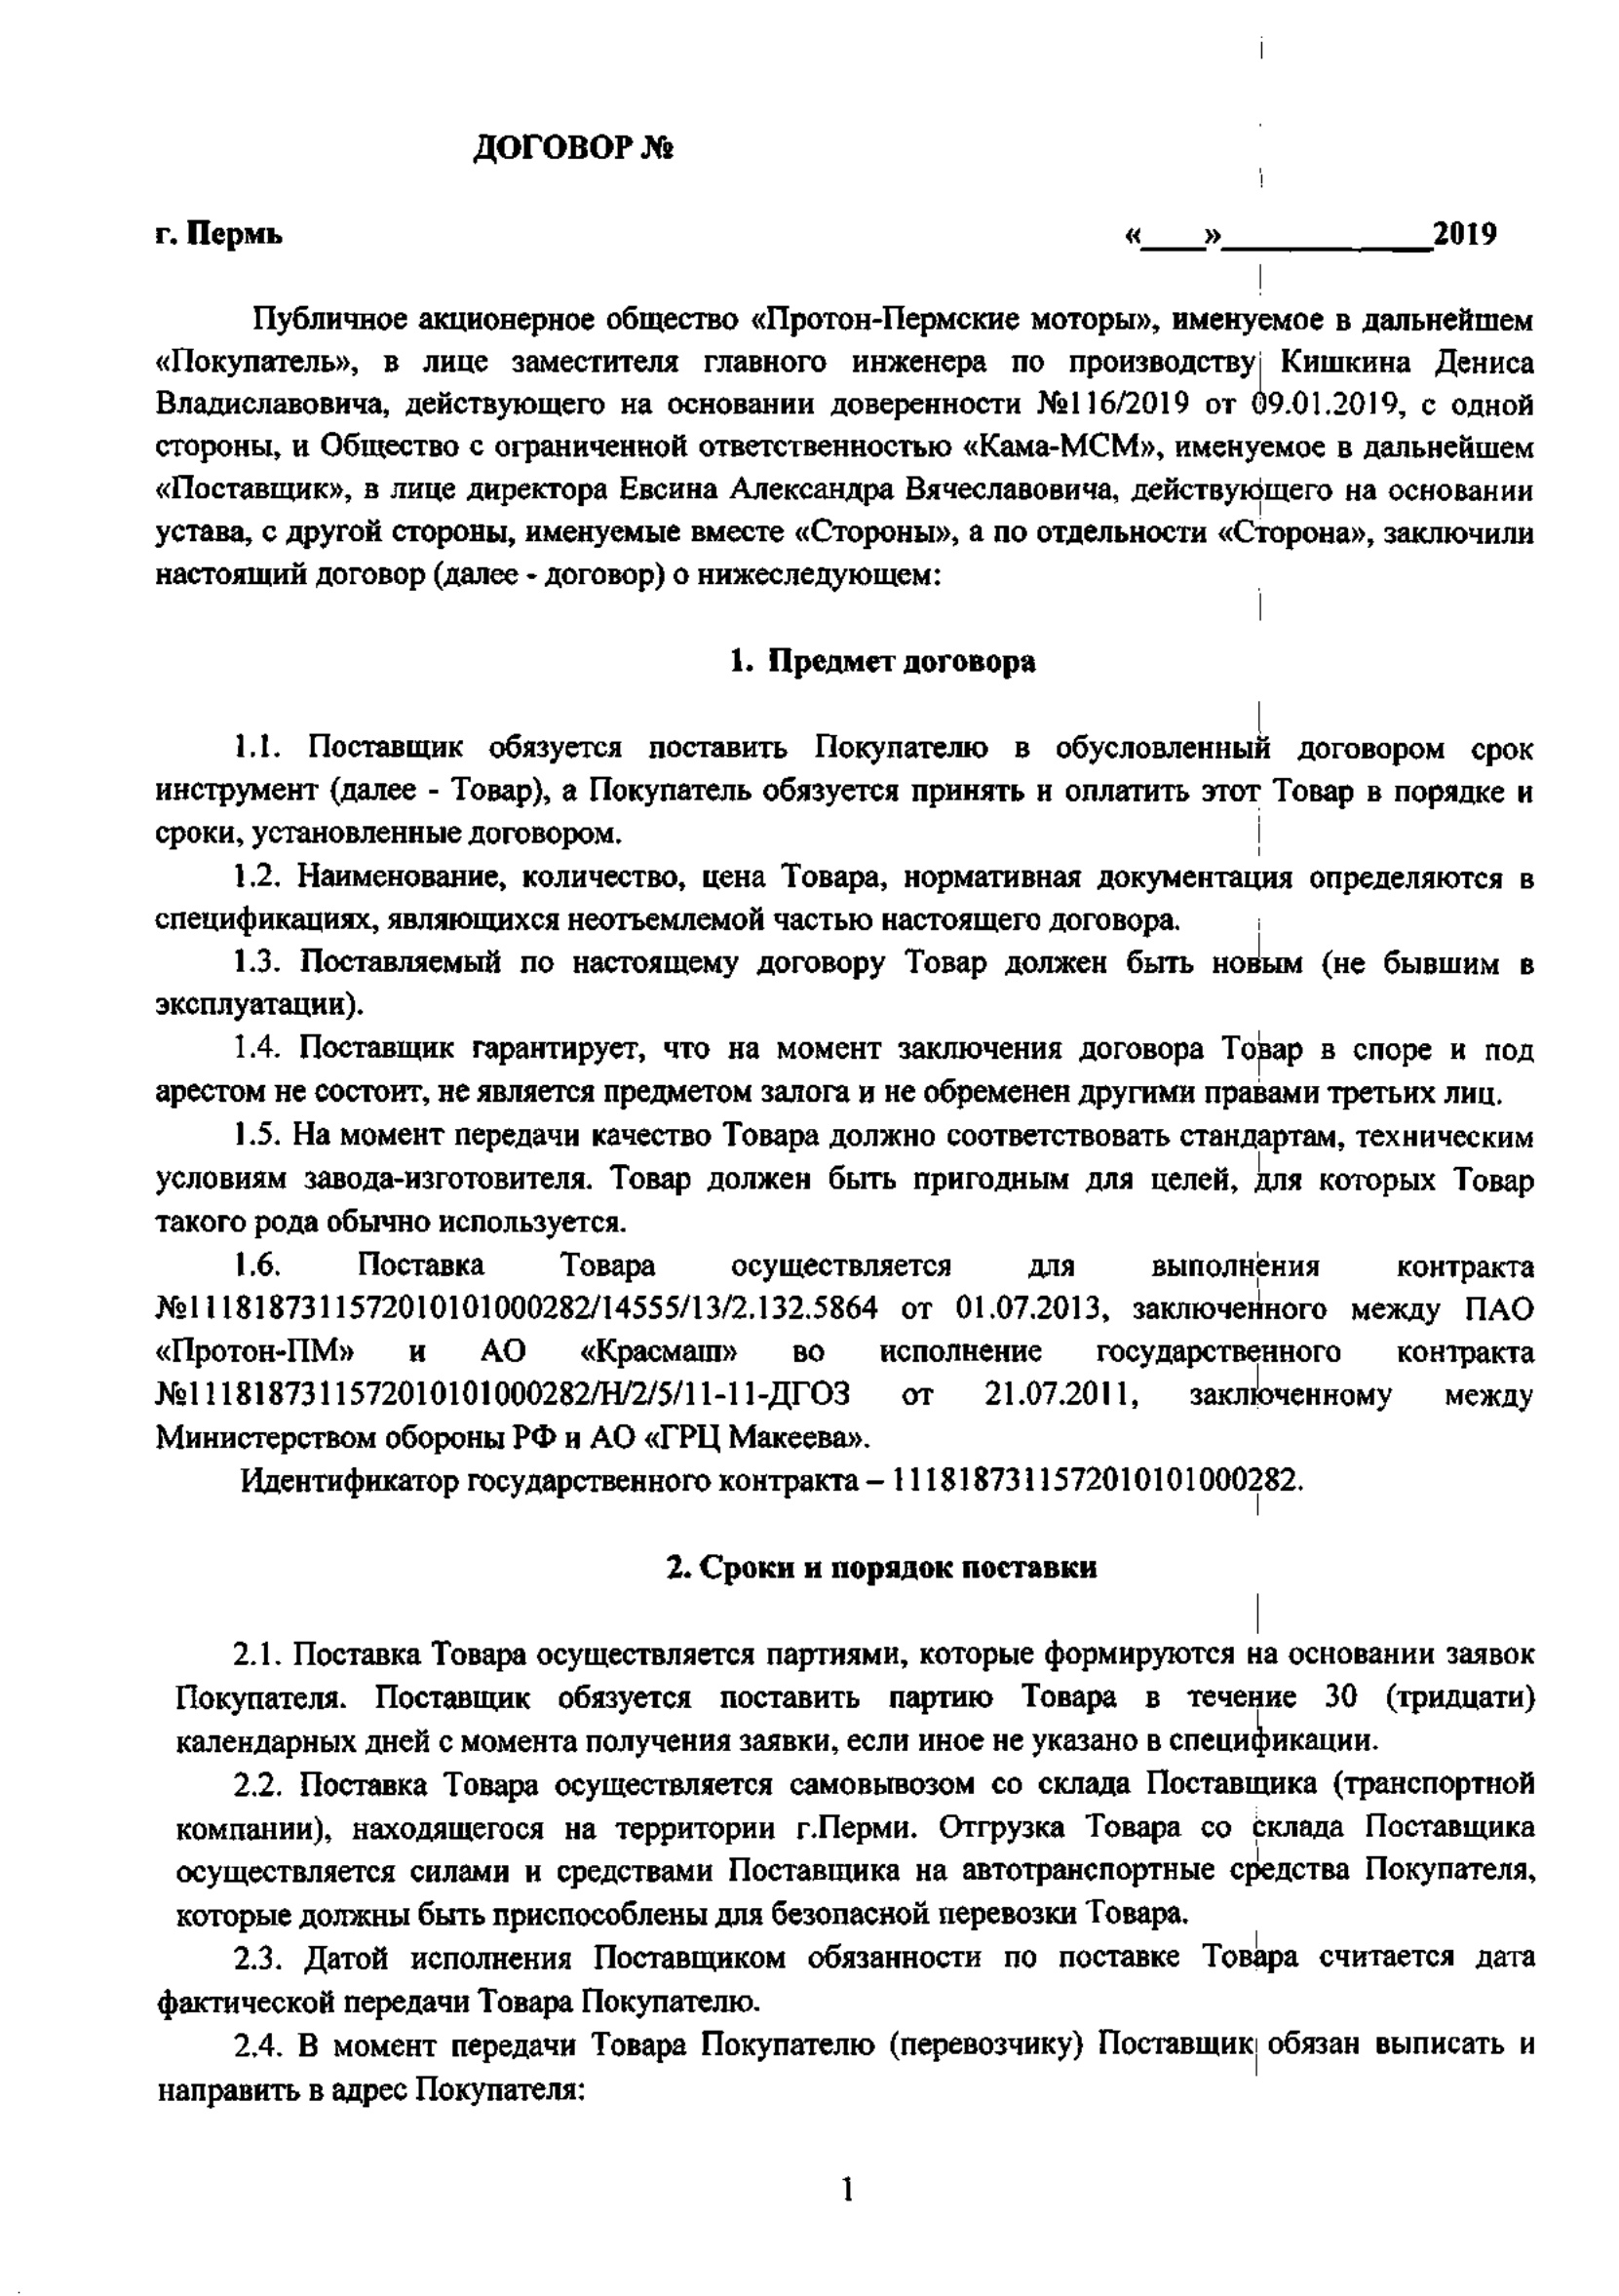 ДОГОВОР №
г. Пермь «____»_____________2019
Публичное акционерное общество «Протон-Пермские моторы», именуемое в дальнейшем
«Покупатель», в лице заместителя главного инженера по производству Кишкина Дениса
Владиславовича, действующего на основании доверенности №116/2019 от 09.01.2019, с одной
стороны, и Общество с ограниченной ответственностью «Кама-МСМ», именуемое в дальнейшем
«Поставщик», в лице директора Евсина Александра Вячеславовича, действующего на основании
устава, с другой стороны, именуемые вместе «Стороны», а по отдельности «Сторона», заключили
настоящий договор (далее - договор) о нижеследующем:
1. Предмет договора
1.1. Поставщик обязуется поставить Покупателю в обусловленный договором срок
инструмент (далее - Товар), а Покупатель обязуется принять и оплатить этот Товар в порядке и
сроки, установленные договором.
1.2. Наименование, количество, цена Товара, нормативная документация определяются в
спецификациях, являющихся неотъемлемой частью настоящего договора.
1.3. Поставляемый по настоящему договору Товар должен быть новым (не бывшим в
эксплуатации).
1.4. Поставщик гарантирует, что на момент заключения договора Товар в споре и под
арестом не состоит, не является предметом залога и не обременен другими правами третьих лиц.
1.5. На момент передачи качество Товара должно соответствовать стандартам, техническим
условиям завода-изготовителя. Товар должен быть пригодным для целей, для которых Товар
такого рода обычно используется.
1.6. Поставка Товара осуществляется для выполнения контракта
№1118187311572010101000282/14555/13/2.132.5864 от 01.07.2013, заключенного между ПАО
«Протон-ПМ» и АО «Красмаш» во исполнение государственного контракта
№1118187311572010101000282/Н/2/5/11-11-ДГОЗ от 21.07.2011, заключенному между
Министерством обороны РФ и АО «ГРЦ Макеева».
Идентификатор государственного контракта – 1118187311572010101000282.
2. Сроки и порядок поставки
2.1. Поставка Товара осуществляется партиями, которые формируются на основании заявок
Покупателя. Поставщик обязуется поставить партию Товара в течение 30 (тридцати)
календарных дней с момента получения заявки, если иное не указано в спецификации.
2.2. Поставка Товара осуществляется самовывозом со склада Поставщика (транспортной
компании), находящегося на территории г.Перми. Отгрузка Товара со склада Поставщика
осуществляется силами и средствами Поставщика на автотранспортные средства Покупателя,
которые должны быть приспособлены для безопасной перевозки Товара.
2.3. Датой исполнения Поставщиком обязанности по поставке Товара считается дата
фактической передачи Товара Покупателю.
2.4. В момент передачи Товара Покупателю (перевозчику) Поставщик обязан выписать и
направить в адрес Покупателя:
1